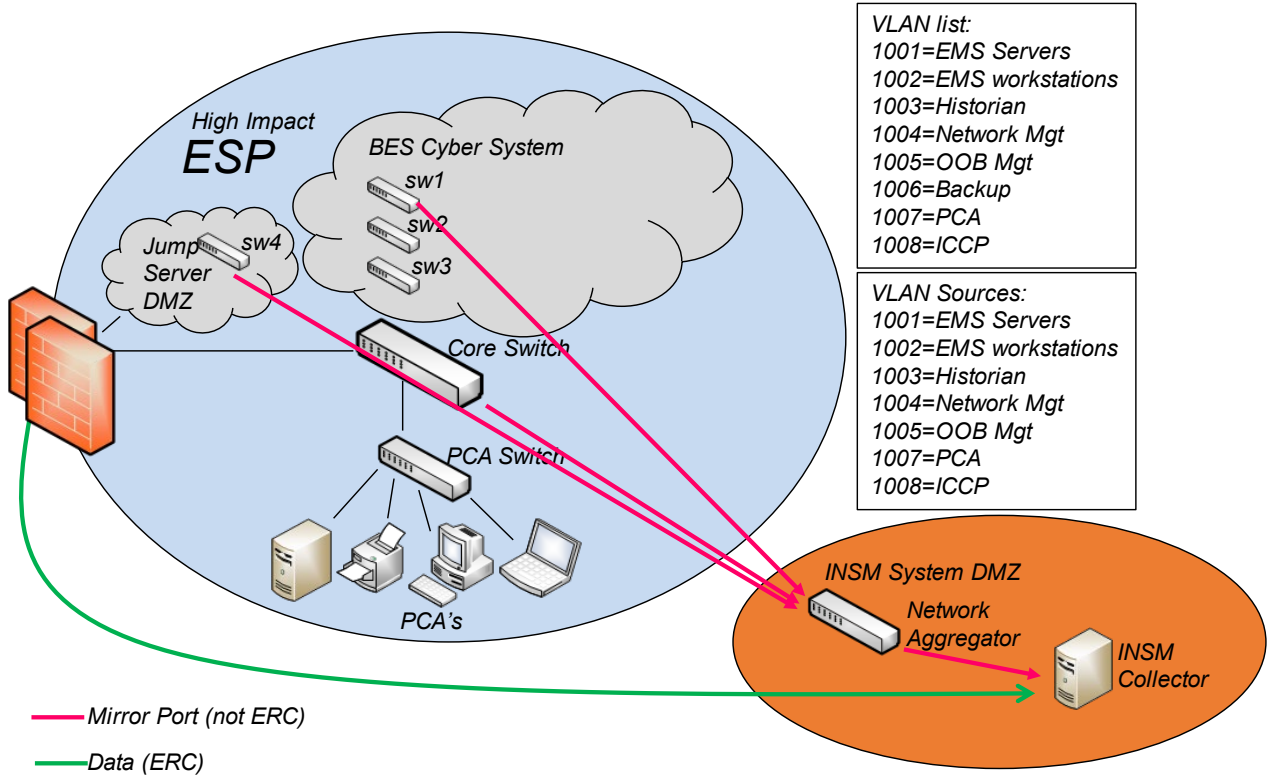 High Impact
ESP
BES Cyber System
sw1
sw2
sw3
Jump
Server
DMZ
sw4
Core Switch
PCA Switch
PCA's
VLAN list:
1001=EMS Servers
1002=EMS workstations
1003=Historian
1004=Network Mgt
1005=OOB Mgt
1006=Backup
1007=PCA
1008=ICCP
VLAN Sources:
1001=EMS Servers
1002=EMS workstations
1003=Historian
1004=Network Mgt
1005=OOB Mgt
1007=PCA
1008=ICCP
INSM System DMZ
Network
Aggregator
INSM
Collector
Mirror Port (not ERC)
Data (ERC)